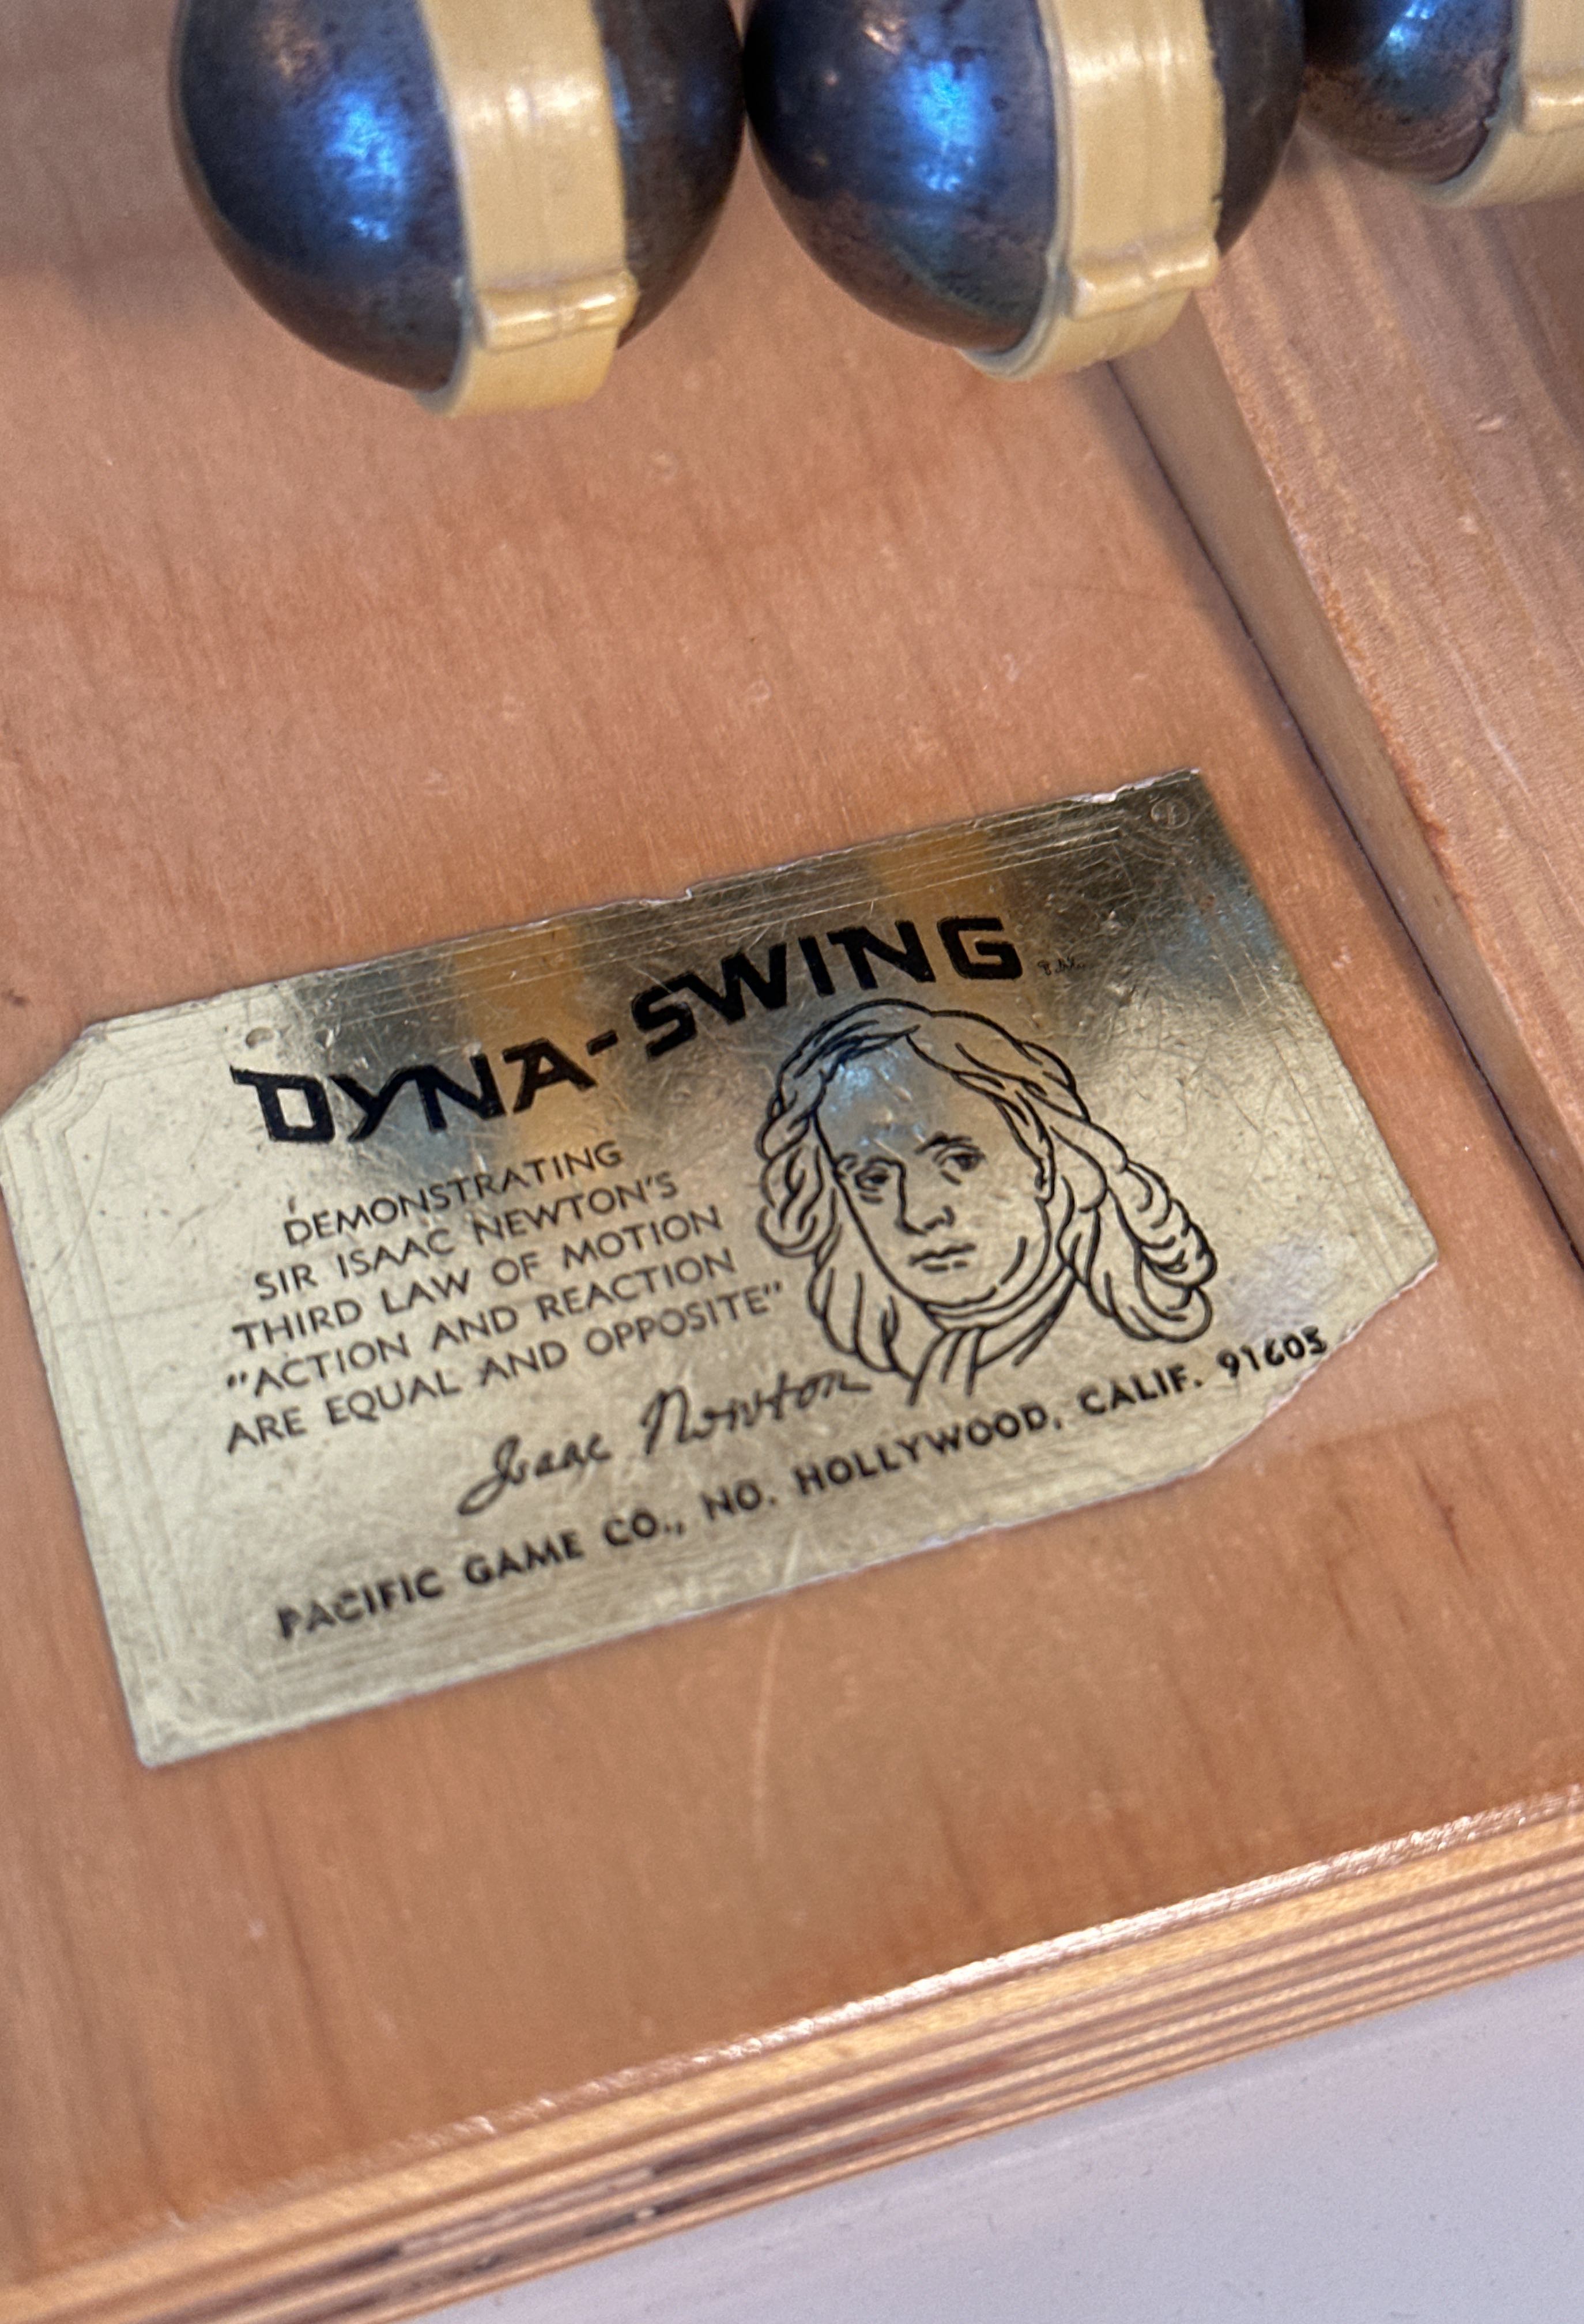 DYNA-SWING
DEMONSTRATING
SIR ISAAC NEWTON'S
THIRD LAW OF MOTION
"ACTION AND REACTION
ARE EQUAL AND OPPOSITE"
Isaac Newton
PACIFIC GAME CO., NO. HOLLYWOOD, CALIF. 91605